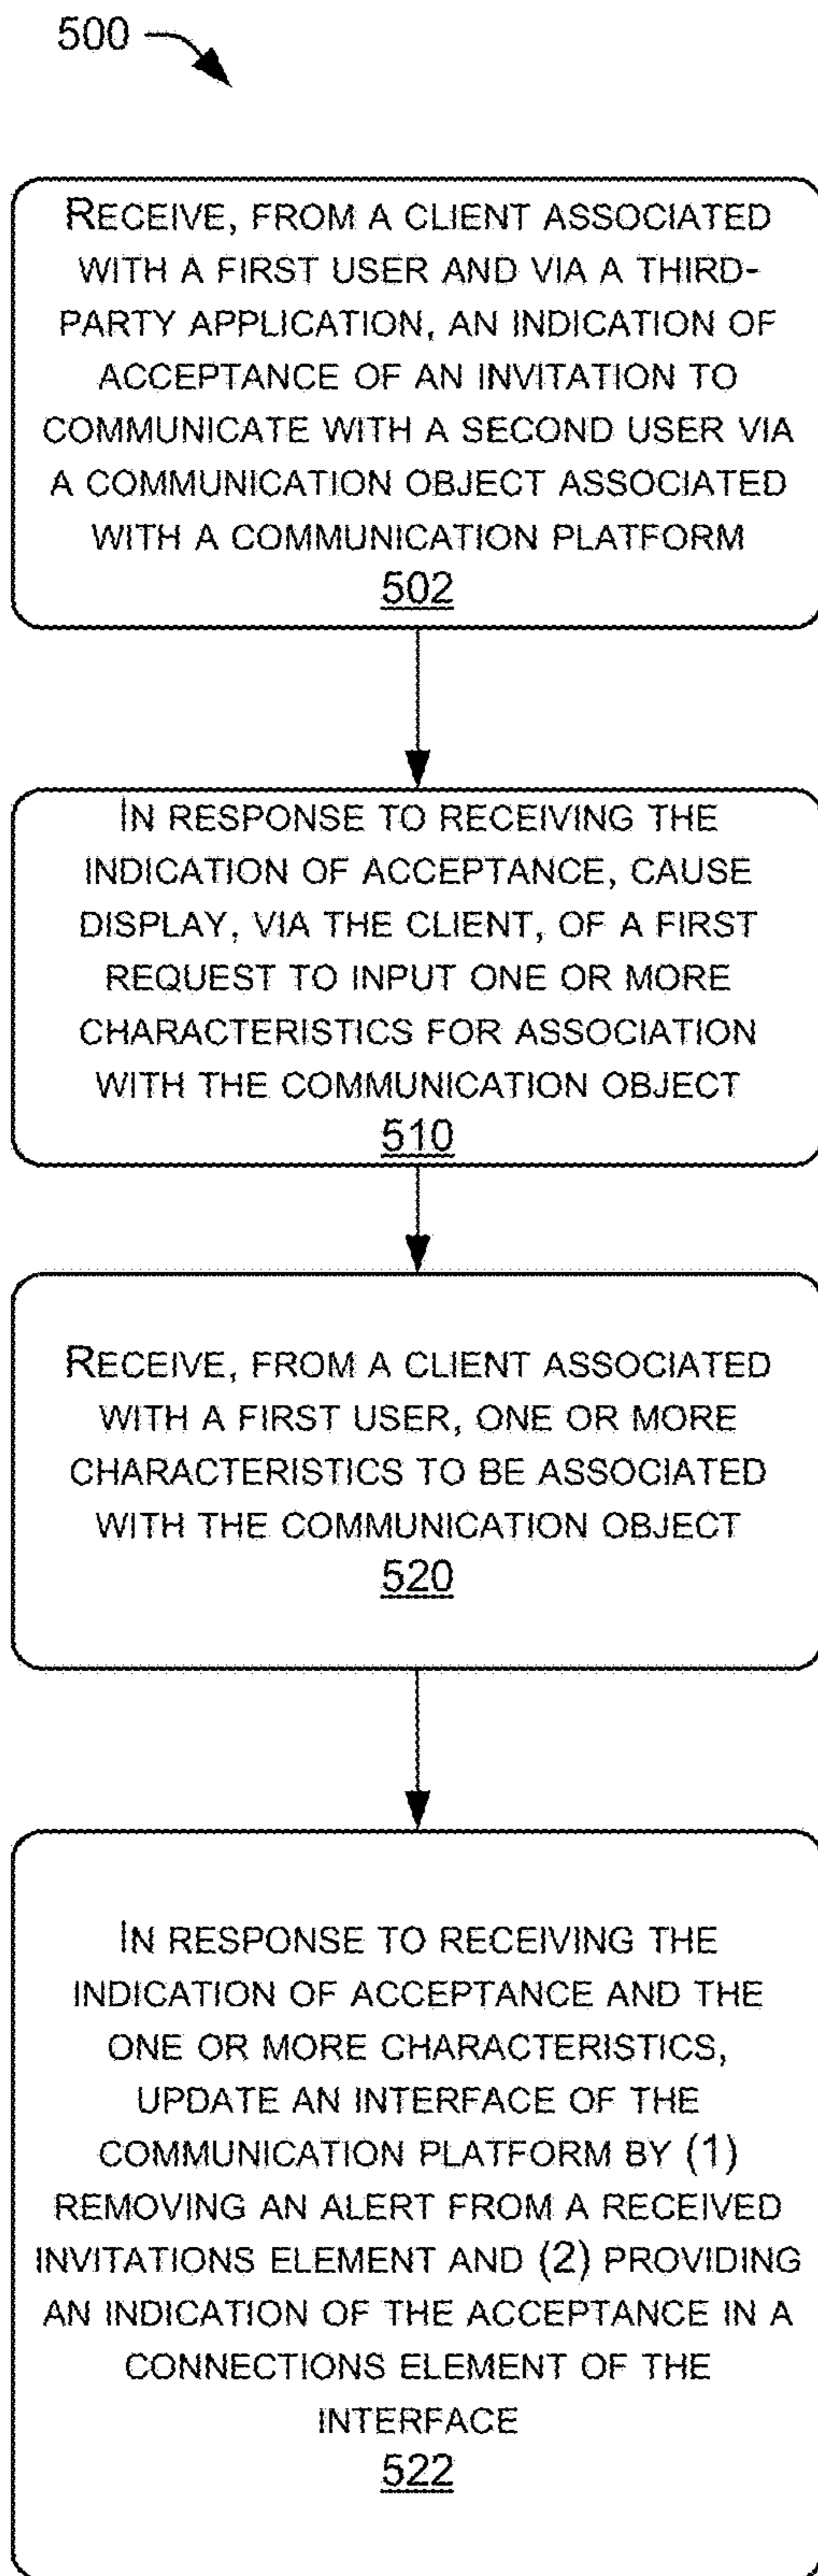 500
RECEIVE, FROM A CLIENT ASSOCIATED
WITH A FIRST USER AND VIA A THIRD-
PARTY APPLICATION, AN INDICATION OF
ACCEPTANCE OF AN INVITATION TO
COMMUNICATE WITH A SECOND USER VIA
A COMMUNICATION OBJECT ASSOCIATED
WITH A COMMUNICATION PLATFORM
502
IN RESPONSE TO RECEIVING THE
INDICATION OF ACCEPTANCE, CAUSE
DISPLAY, VIA THE CLIENT, OF A FIRST
REQUEST TO INPUT ONE OR MORE
CHARACTERISTICS FOR ASSOCIATION
WITH THE COMMUNICATION OBJECT
510
RECEIVE, FROM A CLIENT ASSOCIATED
WITH A FIRST USER, ONE OR MORE
CHARACTERISTICS TO BE ASSOCIATED
WITH THE COMMUNICATION OBJECT
520
IN RESPONSE TO RECEIVING THE
INDICATION OF ACCEPTANCE AND THE
ONE OR MORE CHARACTERISTICS,
UPDATE AN INTERFACE OF THE
COMMUNICATION PLATFORM BY (1)
REMOVING AN ALERT FROM A RECEIVED
INVITATIONS ELEMENT AND (2) PROVIDING
AN INDICATION OF THE ACCEPTANCE IN A
CONNECTIONS ELEMENT OF THE
INTERFACE
522